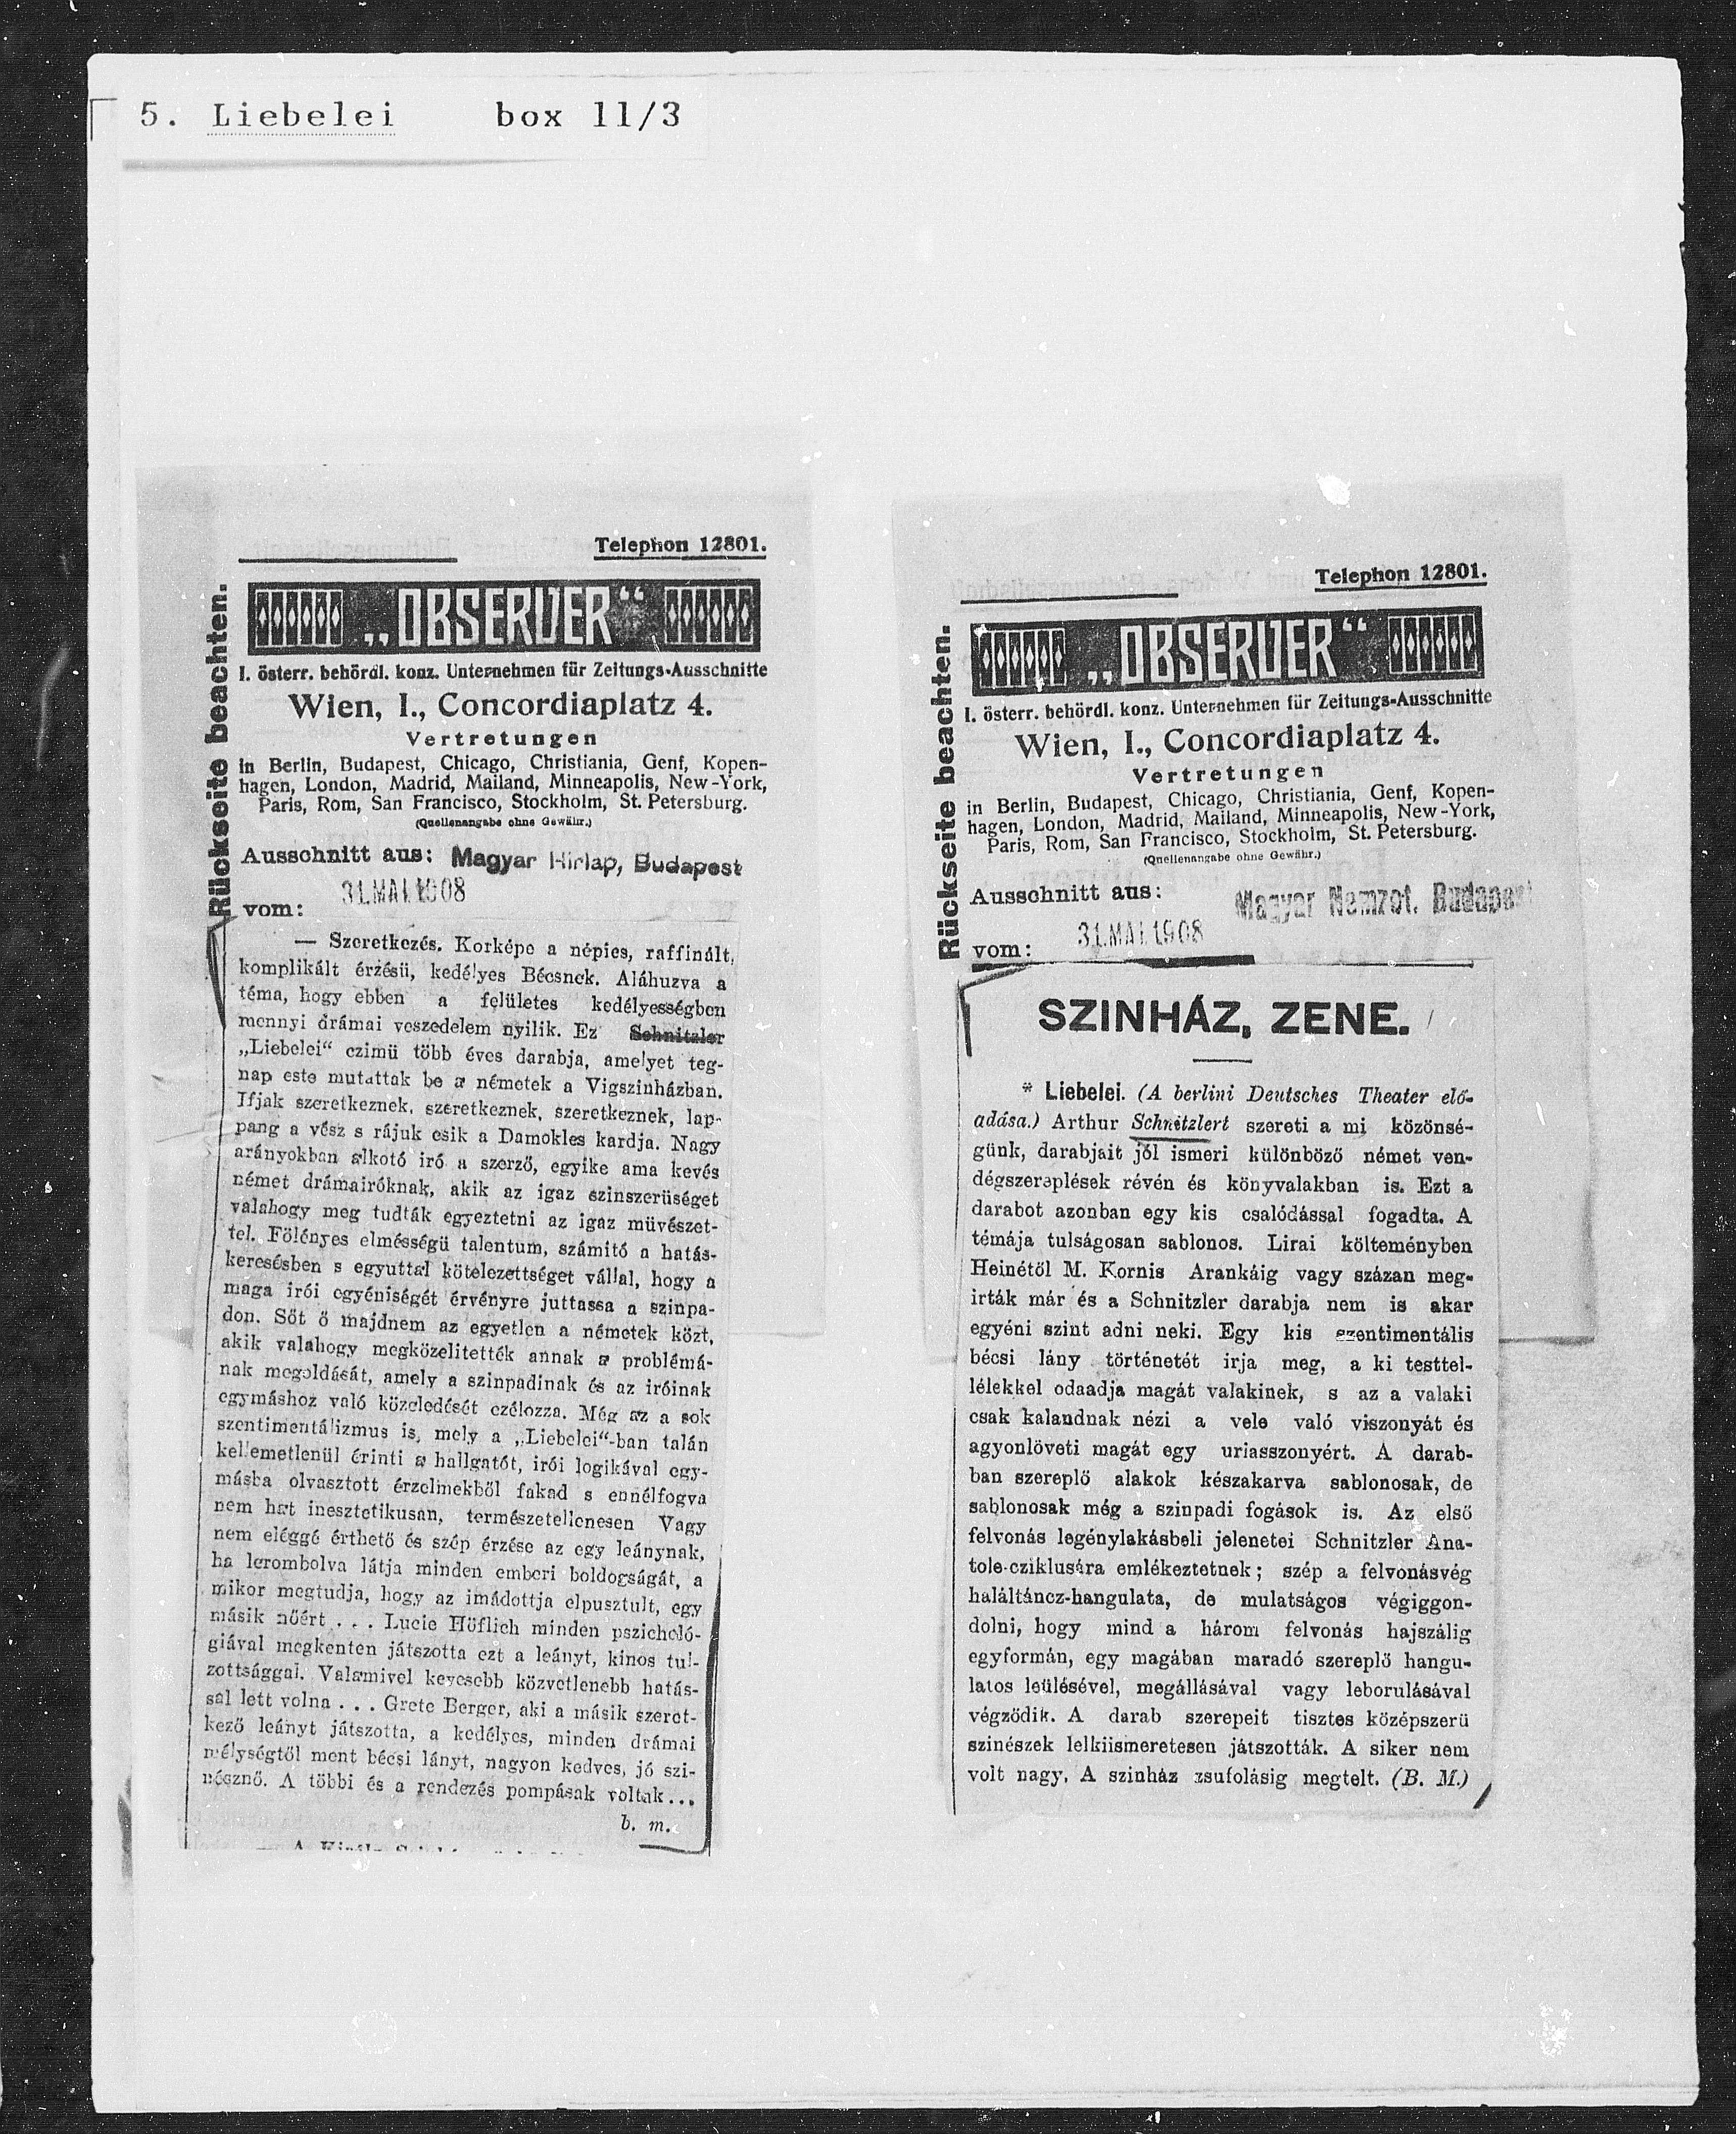 5. Liebelei box 11/3
Telephon 12801.
„OBSERVER“
I. österr. behördl. konz. Unternehmen für Zeitungs-Ausschnitte
Wien, I., Concordiaplatz 4.
Vertretungen
in Berlin, Budapest, Chicago, Christiania, Genf, Kopen-
hagen, London, Madrid, Mailand, Minneapolis, New-York,
Paris, Rom, San Francisco, Stockholm, St. Petersburg.
(Quellenangabe ohne Gewähr.)
Rückseite beachten.
Ausschnitt aus: Magyar Hirlap, Budapest
31.MAI.1908
vom:
— Szeretkezés. Korképe a népies, raffinált,
komplikált érzésü, kedélyes Bécsnek. Aláhuzva a
téma, hogy ebben a felületes kedélyességben
mennyi drámai veszedelem nyilik. Ez Schnitzler
„Liebelei“ czimü több éves darabja, amelyet teg-
nap este mutattak be a németek a Vigszinházban.
Ifjak szeretkeznek, szeretkeznek, szeretkeznek, lap-
pang a vész s rájuk csik a Damokles kardja. Nagy
arányokban alkotó iró a szerző, egyike ama kevés
német drámairóknak, akik az igaz szinszerüséget
valahogy meg tudták egyeztetni az igaz müvészet-
tel. Fölényes elmésségü talentum, számitó a hatás-
keresésben s egyuttal kötelezettséget vállal, hogy a
maga irói egyéniségét érvényre juttassa a szinpa-
don. Sőt ő majdnem az egyetlen a németek közt,
akik valahogy megközelitették annak a problémá-
nak megoldását, amely a szinpadinak és az iróinak
egymáshoz való közeledését czélozza. Még az a sok
szentimentálizmus is, mely a „Liebelei“-ban talán
kellemetlenül érinti a hallgatót, irói logikával egy-
másba olvasztott érzelmekből fakad s ennélfogva
nem hat inesztetikusan, természetellenesen Vagy
nem eléggé érthető és szép érzése az egy leánynak,
ha lerombolva látja minden emberi boldogságát, a
mikor megtudja, hogy az imádottja elpusztult, egy
másik nőért . . . Lucie Höflich minden pszicholó-
giával megkenten játszotta ezt a leányt, kinos tul-
zottsággal. Valamivel kevesebb közvetlenebb hatás-
sal lett volna . . . Grete Berger, aki a másik szeret-
kező leányt játszotta, a kedélyes, minden drámai
mélységtől ment bécsi lányt, nagyon kedves, jó szi-
nésznő. A többi és a rendezés pompásak voltak...
b. m.
Telephon 12801.
„OBSERVER“
I. österr. behördl. konz. Unternehmen für Zeitungs-Ausschnitte
Wien, I., Concordiaplatz 4.
Vertretungen
in Berlin, Budapest, Chicago, Christiania, Genf, Kopen-
hagen, London, Madrid, Mailand, Minneapolis, New-York,
Paris, Rom, San Francisco, Stockholm, St. Petersburg.
(Quellenangabe ohne Gewähr.)
Rückseite beachten.
Ausschnitt aus: Magyar Nemzet, Budapest
31.MAI.1908
vom:
SZINHÁZ, ZENE.
* Liebelei. (A berlini Deutsches Theater elő-
adása.) Arthur Schnitzlert szereti a mi közönsé-
günk, darabjait jól ismeri különböző német ven-
dégszereplések révén és könyvalakban is. Ezt a
darabot azonban egy kis csalódással fogadta. A
témája tulságosan sablonos. Lirai költeményben
Heinétöl M. Kornis Arankáig vagy százan meg-
irták már és a Schnitzler darabja nem is akar
egyéni szint adni neki. Egy kis szentimentális
bécsi lány történetét irja meg, a ki testtel-
lélekkel odaadja magát valakinek, s az a valaki
csak kalandnak nézi a vele való viszonyát és
agyonlöveti magát egy uriasszonyért. A darab-
ban szereplő alakok készakarva sablonosak, de
sablonosak még a szinpadi fogások is. Az első
felvonás legénylakásbeli jelenetei Schnitzler Ana-
tole-cziklusára emlékeztetnek; szép a felvonásvég
haláltáncz-hangulata, de mulatságos végiggon-
dolni, hogy mind a három felvonás hajszálig
egyformán, egy magában maradó szereplő hangu-
latos leülésével, megállásával vagy leborulásával
végződik. A darab szerepeit tisztes középszerü
szinészek lelkiismeretesen játszották. A siker nem
volt nagy. A szinház zsufolásig megtelt. (B. M.)